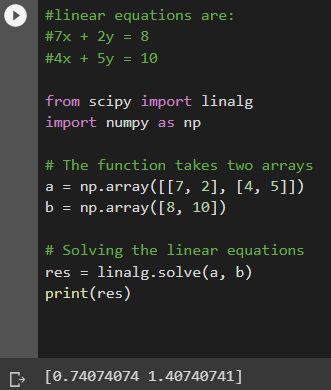 #linear equations are:
#7x + 2y = 8
#4x + 5y = 10
from scipy import linalg
import numpy as np
# The function takes two arrays
a = np.array([[7, 2], [4, 5]])
b = np.array([8, 10])
# Solving the linear equations
res = linalg.solve(a, b)
print(res)
[0.74074074 1.40740741]